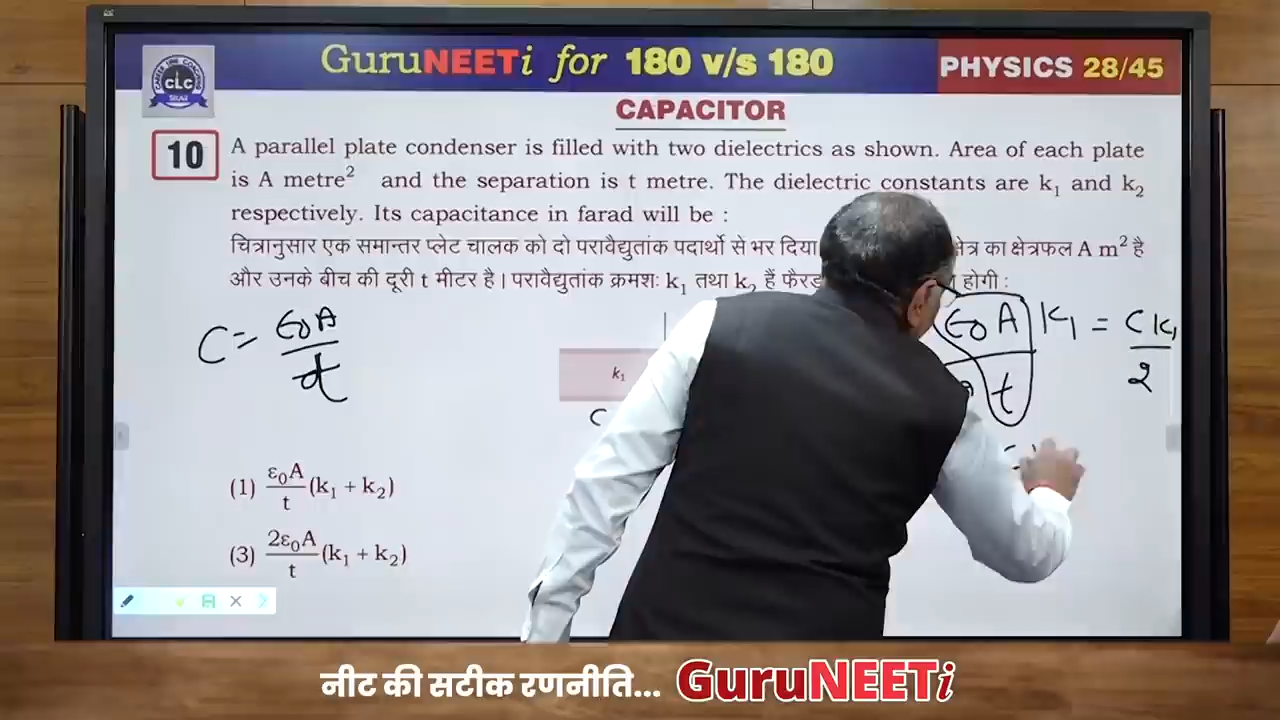 GuruNEETi for 180 v/s 180
PHYSICS 28/45
CLC
CAPACITOR
10
A parallel plate condenser is filled with two dielectrics as shown. Area of each plate
is A metre² and the separation is t metre. The dielectric constants are k₁ and k₂
respectively. Its capacitance in farad will be :
चित्रानुसार एक समान्तर प्लेट चालक को दो परावैद्युतांक पदार्थो से भर दिया का क्षेत्रफल A m² है
और उनके बीच की दूरी t मीटर है। परावैद्युतांक क्रमशः k₁ तथा k₂ हैं होगी :
C = ε₀A/t
ε₀A/t K₁ = CK₁/2
k₁
C
(1) ε₀A/t (k₁ + k₂)
(3) 2ε₀A/t (k₁ + k₂)
नीट की सटीक रणनीति... GuruNEETi